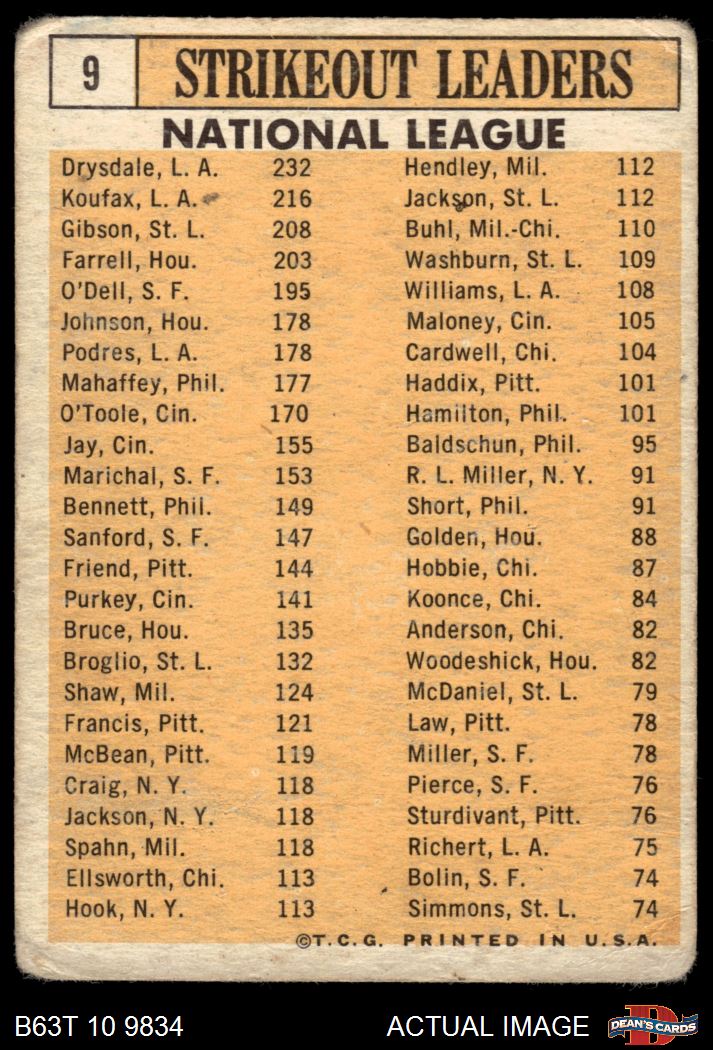 9
STRIKEOUT LEADERS
NATIONAL LEAGUE
Drysdale, L. A. 232
Koufax, L. A. 216
Gibson, St. L. 208
Farrell, Hou. 203
O'Dell, S. F. 195
Johnson, Hou. 178
Podres, L. A. 178
Mahaffey, Phil. 177
O'Toole, Cin. 170
Jay, Cin. 155
Marichal, S. F. 153
Bennett, Phil. 149
Sanford, S. F. 147
Friend, Pitt. 144
Purkey, Cin. 141
Bruce, Hou. 135
Broglio, St. L. 132
Shaw, Mil. 124
Francis, Pitt. 121
McBean, Pitt. 119
Craig, N. Y. 118
Jackson, N. Y. 118
Spahn, Mil. 118
Ellsworth, Chi. 113
Hook, N. Y. 113
Hendley, Mil. 112
Jackson, St. L. 112
Buhl, Mil.-Chi. 110
Washburn, St. L. 109
Williams, L. A. 108
Maloney, Cin. 105
Cardwell, Chi. 104
Haddix, Pitt. 101
Hamilton, Phil. 101
Baldschun, Phil. 95
R. L. Miller, N. Y. 91
Short, Phil. 91
Golden, Hou. 88
Hobbie, Chi. 87
Koonce, Chi. 84
Anderson, Chi. 82
Woodeshick, Hou. 82
McDaniel, St. L. 79
Law, Pitt. 78
Miller, S. F. 78
Pierce, S. F. 76
Sturdivant, Pitt. 76
Richert, L. A. 75
Bolin, S. F. 74
Simmons, St. L. 74
©T.C.G. PRINTED IN U.S.A.
B63T 10 9834
ACTUAL IMAGE
DEAN'S CARDS